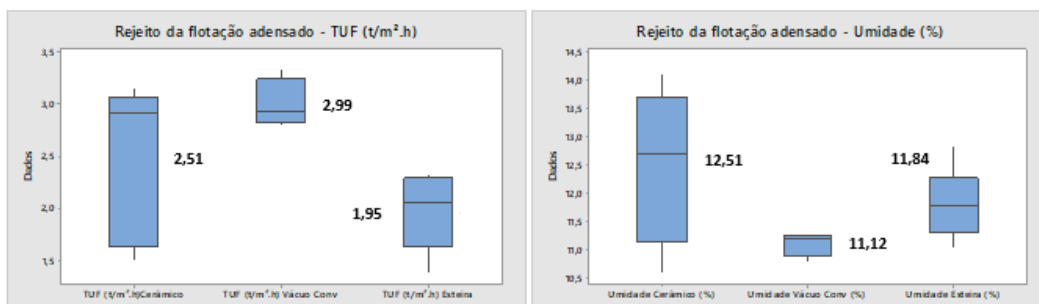 Rejeito da flotação adensado - TUF (t/m².h)
3,5
3,0
2,5
2,0
1,5
Dados
2,51
2,99
1,95
TUF (t/m².h)Cerâmico
TUF (t/m².h) Vácuo Conv
TUF (t/m².h) Esteira
Rejeito da flotação adensado - Umidade (%)
14,5
14,0
13,5
13,0
12,5
12,0
11,5
11,0
10,5
Dados
12,51
11,12
11,84
Umidade Cerâmico (%)
Umidade Vácuo Conv (%)
Umidade Esteira (%)